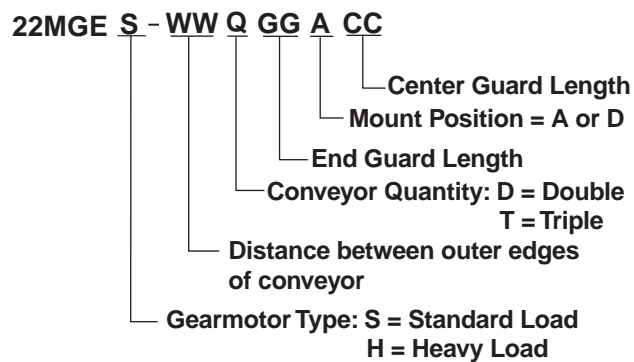 22MGE S - WW Q GG A CC
Center Guard Length
Mount Position = A or D
End Guard Length
Conveyor Quantity: D = Double
T = Triple
Distance between outer edges
of conveyor
Gearmotor Type: S = Standard Load
H = Heavy Load